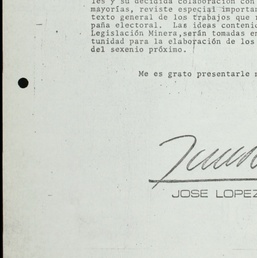 les y su decidida colaboración con
mayorías, reviste especial importan
texto general de los trabajos que r
paña electoral. Las ideas conteni
Legislación Minera,serán tomadas en
tunidad para la elaboración de los
del sexenio próximo.
Me es grato presentarle s
JOSE LOPEZ